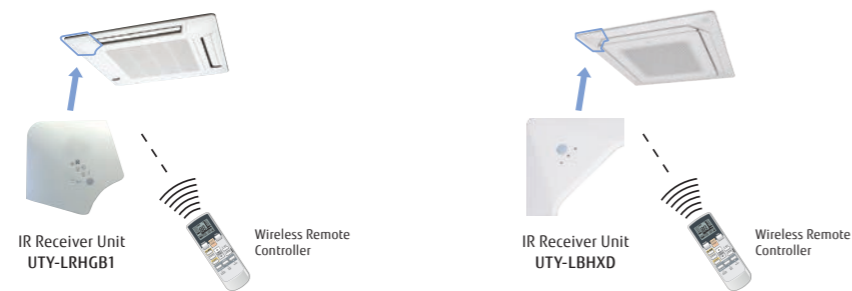 IR Receiver Unit
UTY-LRHGB1
Wireless Remote
Controller
IR Receiver Unit
UTY-LBHXD
Wireless Remote
Controller